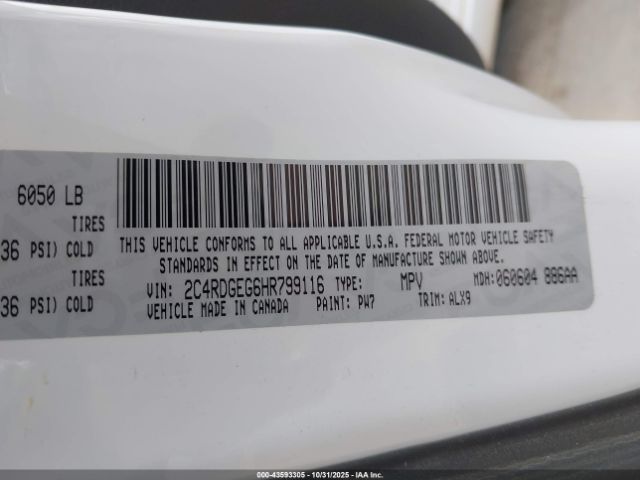 6050 LB
TIRES
36 PSI) COLD
TIRES
36 PSI) COLD
THIS VEHICLE CONFORMS TO ALL APPLICABLE U.S.A. FEDERAL MOTOR VEHICLE SAFETY
STANDARDS IN EFFECT ON THE DATE OF MANUFACTURE SHOWN ABOVE.
VIN: 2C4RDGEG6HR799116 TYPE: MPV MDH: 060604 886AA
VEHICLE MADE IN CANADA PAINT: PW7 TRIM: ALX9
000-43593305 - 10/31/2025 - IAA Inc.